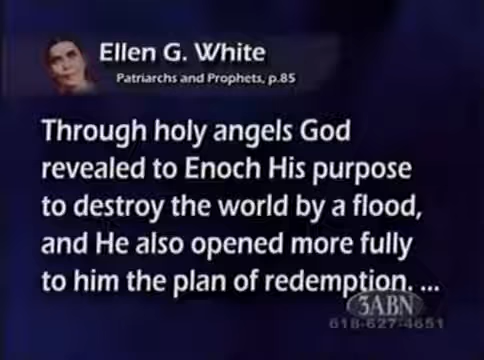 Ellen G. White
Patriarchs and Prophets, p.85
Through holy angels God
revealed to Enoch His purpose
to destroy the world by a flood,
and He also opened more fully
to him the plan of redemption. ...
3ABN
618-627-4651